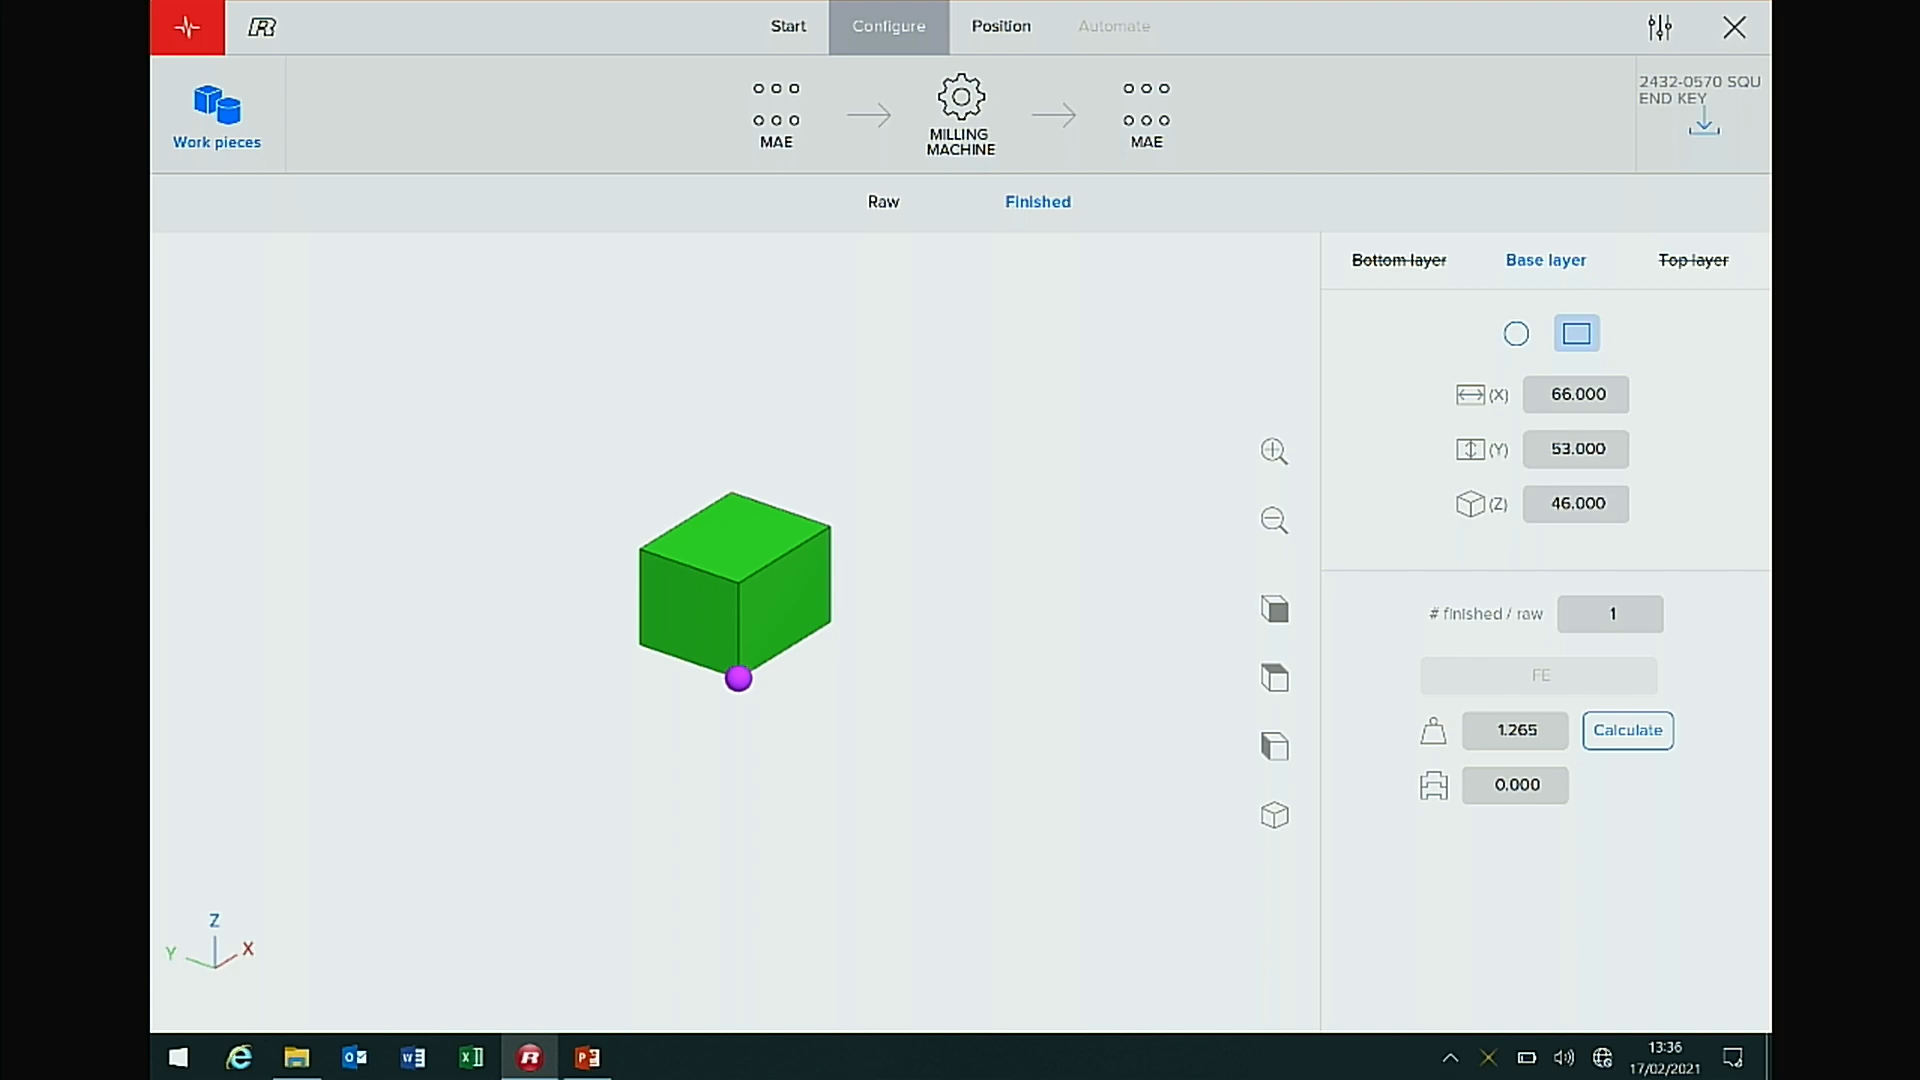 Start
Configure
Position
Automate
Work pieces
MAE
MILLING
MACHINE
MAE
2432-0570 SQU
END KEY
Raw
Finished
Bottom layer
Base layer
Top layer
(X)
66.000
(Y)
53.000
(Z)
46.000
# finished / raw
1
FE
1.265
Calculate
0.000
Z
Y
X
13:36
17/02/2021